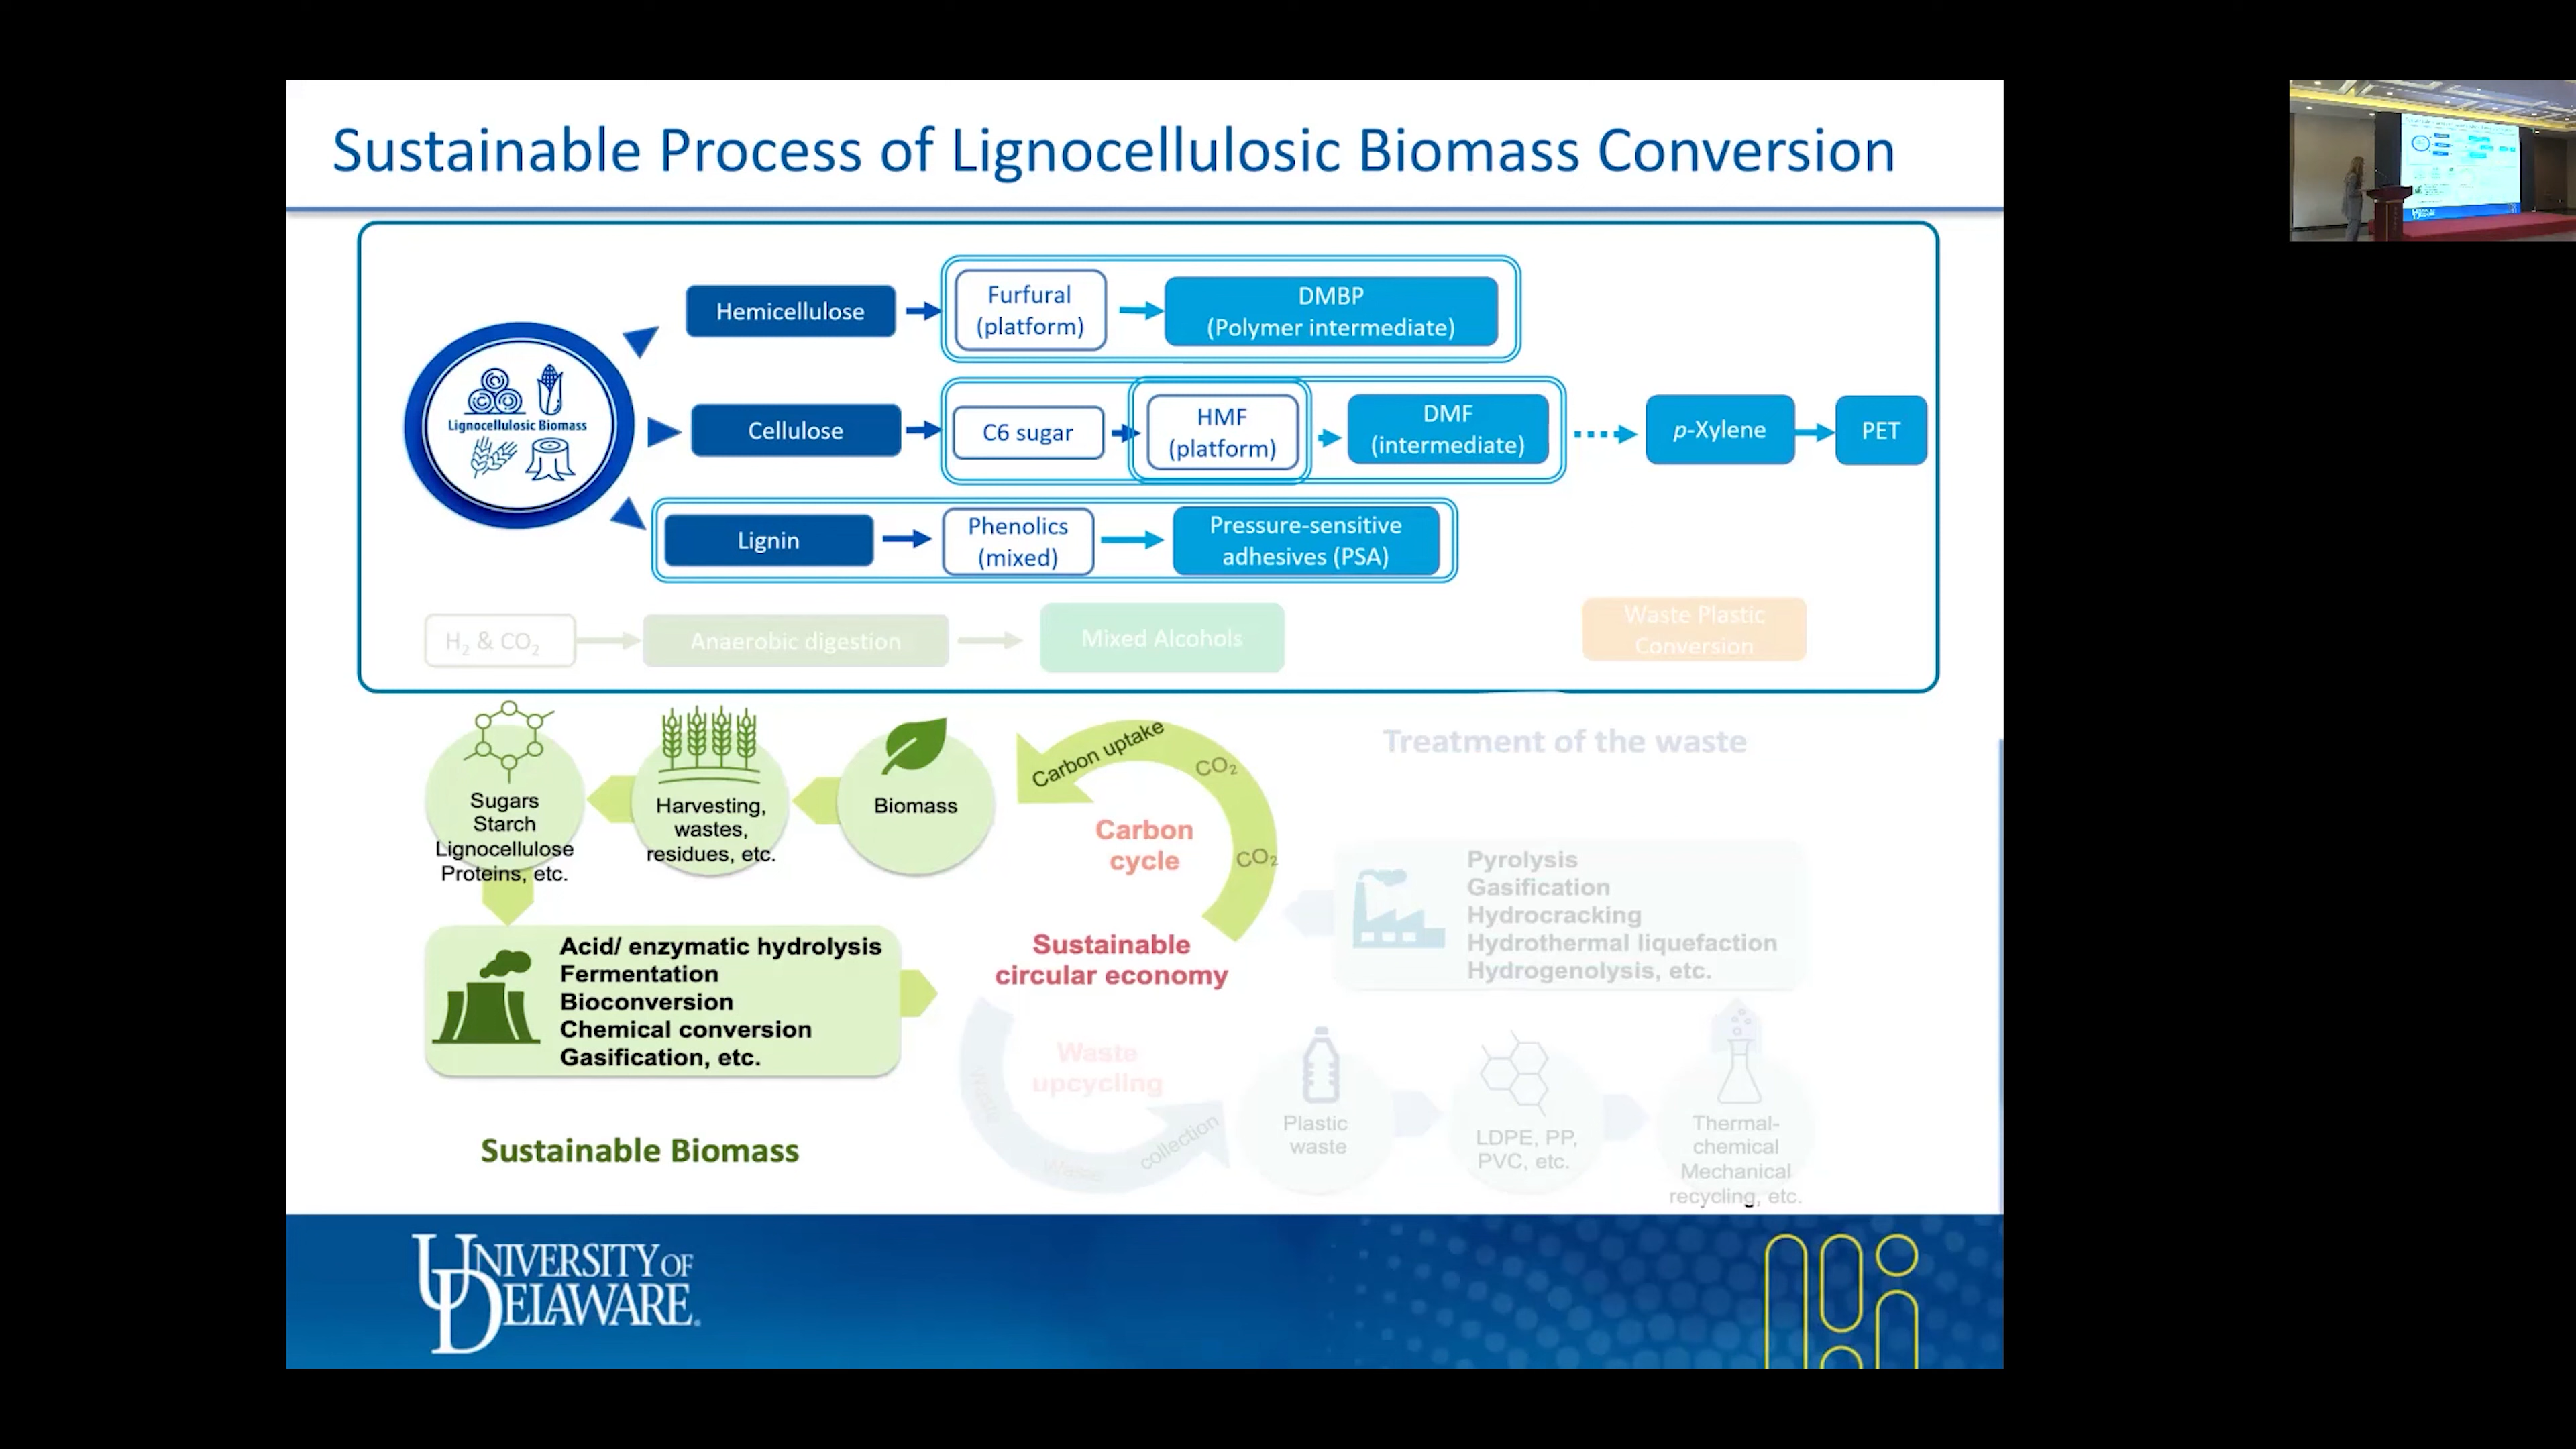 Sustainable Process of Lignocellulosic Biomass Conversion
Lignocellulosic Biomass
Hemicellulose
Furfural
(platform)
DMBP
(Polymer intermediate)
Cellulose
C6 sugar
HMF
(platform)
DMF
(intermediate)
p-Xylene
PET
Lignin
Phenolics
(mixed)
Pressure-sensitive
adhesives (PSA)
H₂ & CO₂
Anaerobic digestion
Mixed Alcohols
Waste Plastic
Conversion
Sugars
Starch
Lignocellulose
Proteins, etc.
Harvesting,
wastes,
residues, etc.
Biomass
Carbon uptake
CO₂
CO₂
Carbon
cycle
Treatment of the waste
Acid/ enzymatic hydrolysis
Fermentation
Bioconversion
Chemical conversion
Gasification, etc.
Sustainable
circular economy
Pyrolysis
Gasification
Hydrocracking
Hydrothermal liquefaction
Hydrogenolysis, etc.
Waste
upcycling
Waste
Waste
collection
Plastic
waste
LDPE, PP,
PVC, etc.
Thermal-
chemical
Mechanical
recycling, etc.
Sustainable Biomass
UNIVERSITY OF
DELAWARE.